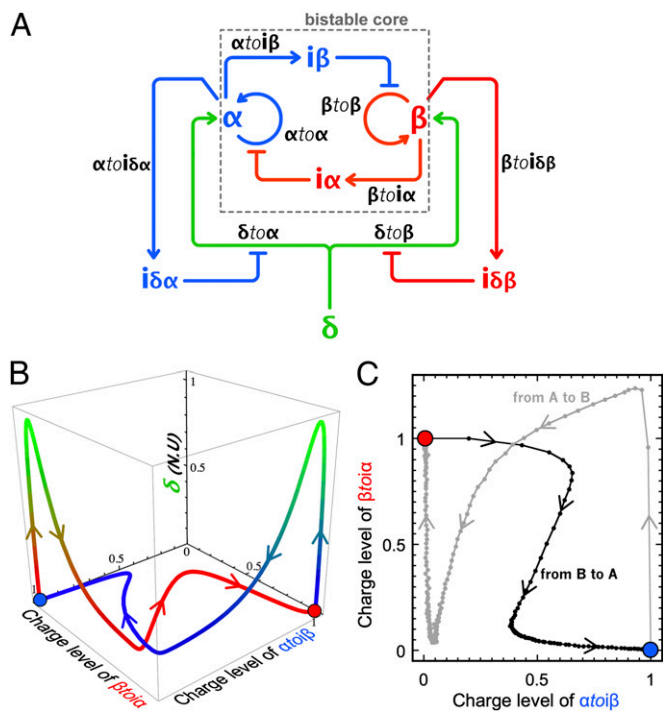 A
bistable core
αtoiβ
iβ
α
αtoα
βtoβ
β
iα
βtoiα
αtoiδα
βtoiδβ
δtoα
δtoβ
iδα
iδβ
δ
B
1
0.5
δ (N.U)
0
0.5
0.5
1
1
Charge level of βtoiα
Charge level of αtoiβ
C
from A to B
1
0.5
0
from B to A
0
0.5
1
Charge level of βtoiα
Charge level of αtoiβ